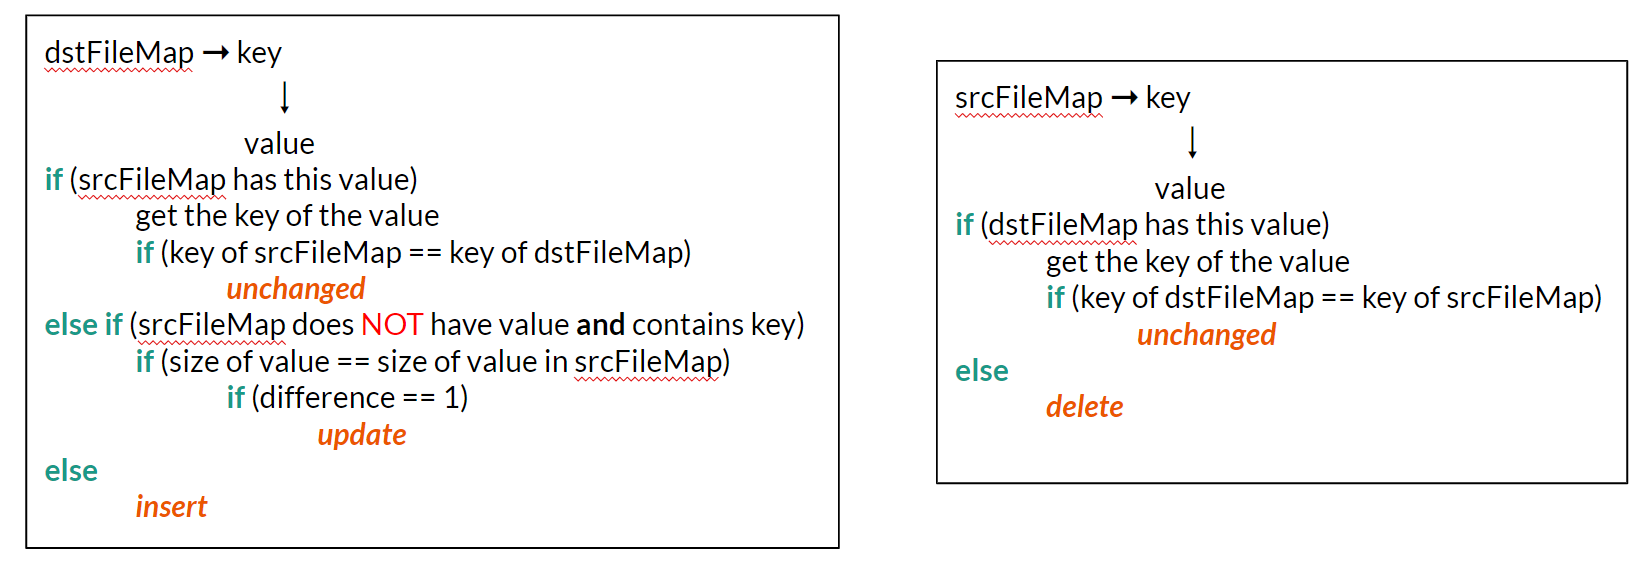 dstFileMap → key
↓
value
if (srcFileMap has this value)
get the key of the value
if (key of srcFileMap == key of dstFileMap)
unchanged
else if (srcFileMap does NOT have value and contains key)
if (size of value == size of value in srcFileMap)
if (difference == 1)
update
else
insert
srcFileMap → key
↓
value
if (dstFileMap has this value)
get the key of the value
if (key of dstFileMap == key of srcFileMap)
unchanged
else
delete